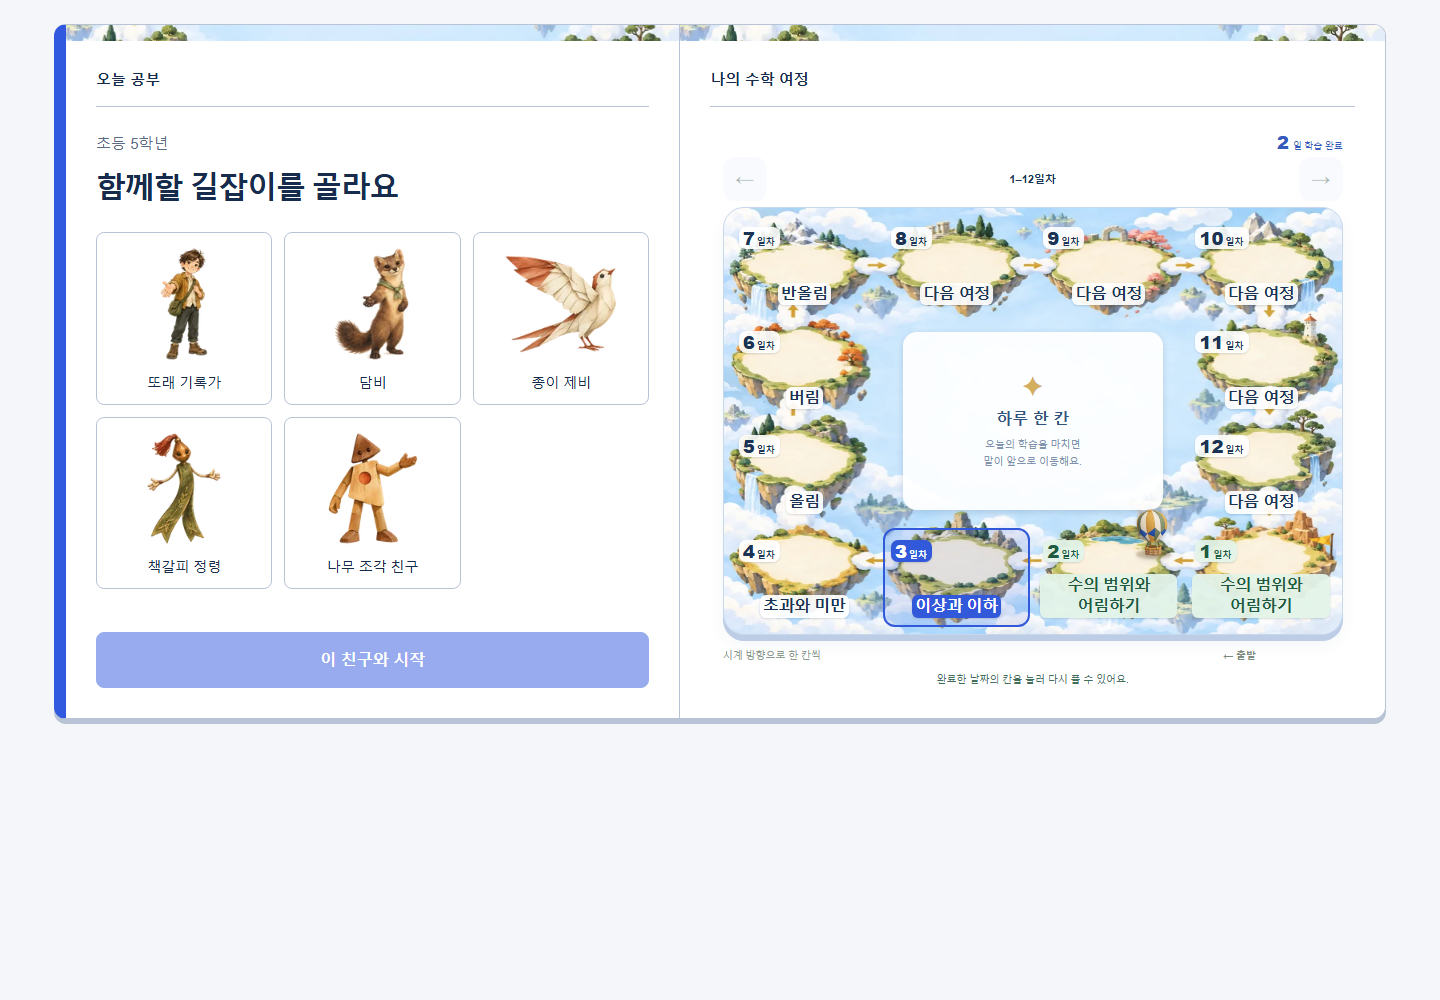 오늘 공부
초등 5학년
함께할 길잡이를 골라요
또래 기록가
담비
종이 제비
책갈피 정령
나무 조각 친구
이 친구와 시작
나의 수학 여정
2 일 학습 완료
←
1–12일차
→
7 일차
반올림
8 일차
다음 여정
9 일차
다음 여정
10 일차
다음 여정
6 일차
버림
11 일차
다음 여정
5 일차
올림
12 일차
다음 여정
하루 한 칸
오늘의 학습을 마치면
말이 앞으로 이동해요.
4 일차
초과와 미만
3 일차
이상과 이하
2 일차
수의 범위와
어림하기
1 일차
수의 범위와
어림하기
시계 방향으로 한 칸씩
← 출발
완료한 날짜의 칸을 눌러 다시 풀 수 있어요.